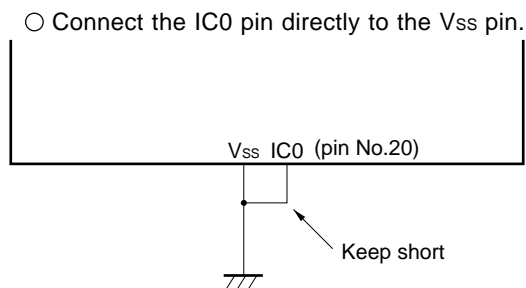 ○ Connect the IC0 pin directly to the Vss pin.
Vss IC0 (pin No.20)
Keep short